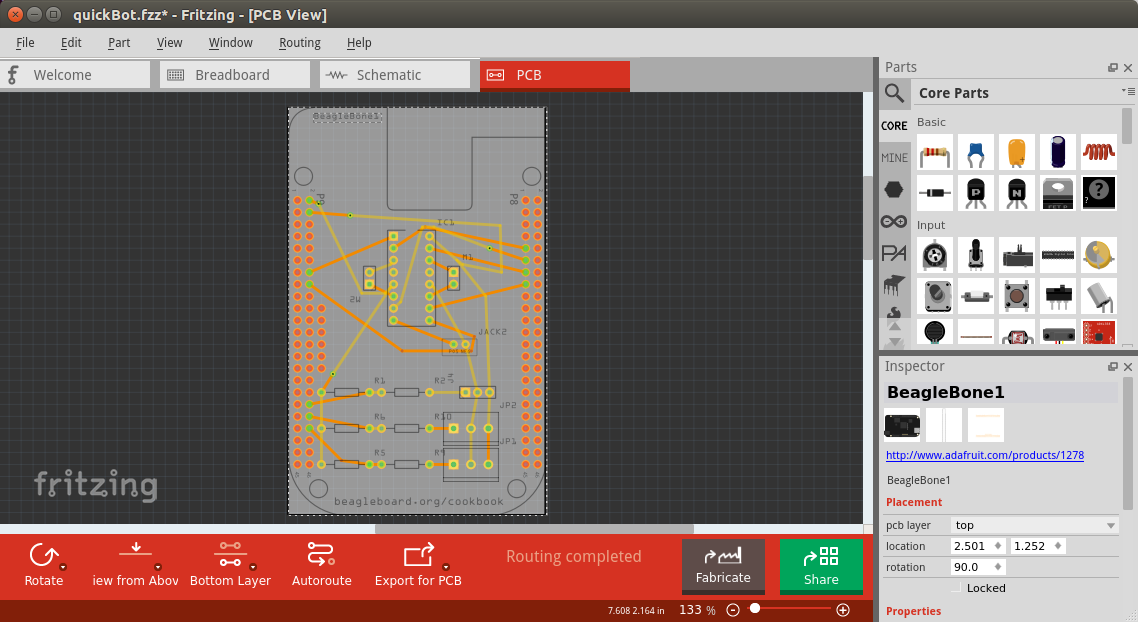 quickBot.fzz* - Fritzing - [PCB View]
File Edit Part View Window Routing Help
Welcome Breadboard Schematic PCB
Parts
Core Parts
CORE
MINE
PA
Basic
P N
?
Input
BeagleBone1
P9 P8
IC1
M1
M2
JACK2
R1 R2
JP2
R6 R10
JP1
R5 R9
beagleboard.org/cookbook
fritzing
Inspector
BeagleBone1
http://www.adafruit.com/products/1278
BeagleBone1
Placement
pcb layer top
location 2.501 1.252
rotation 90.0
Locked
Properties
Rotate iew from Abov Bottom Layer Autoroute Export for PCB
Routing completed
Fabricate Share
7.608 2.164 in 133 %